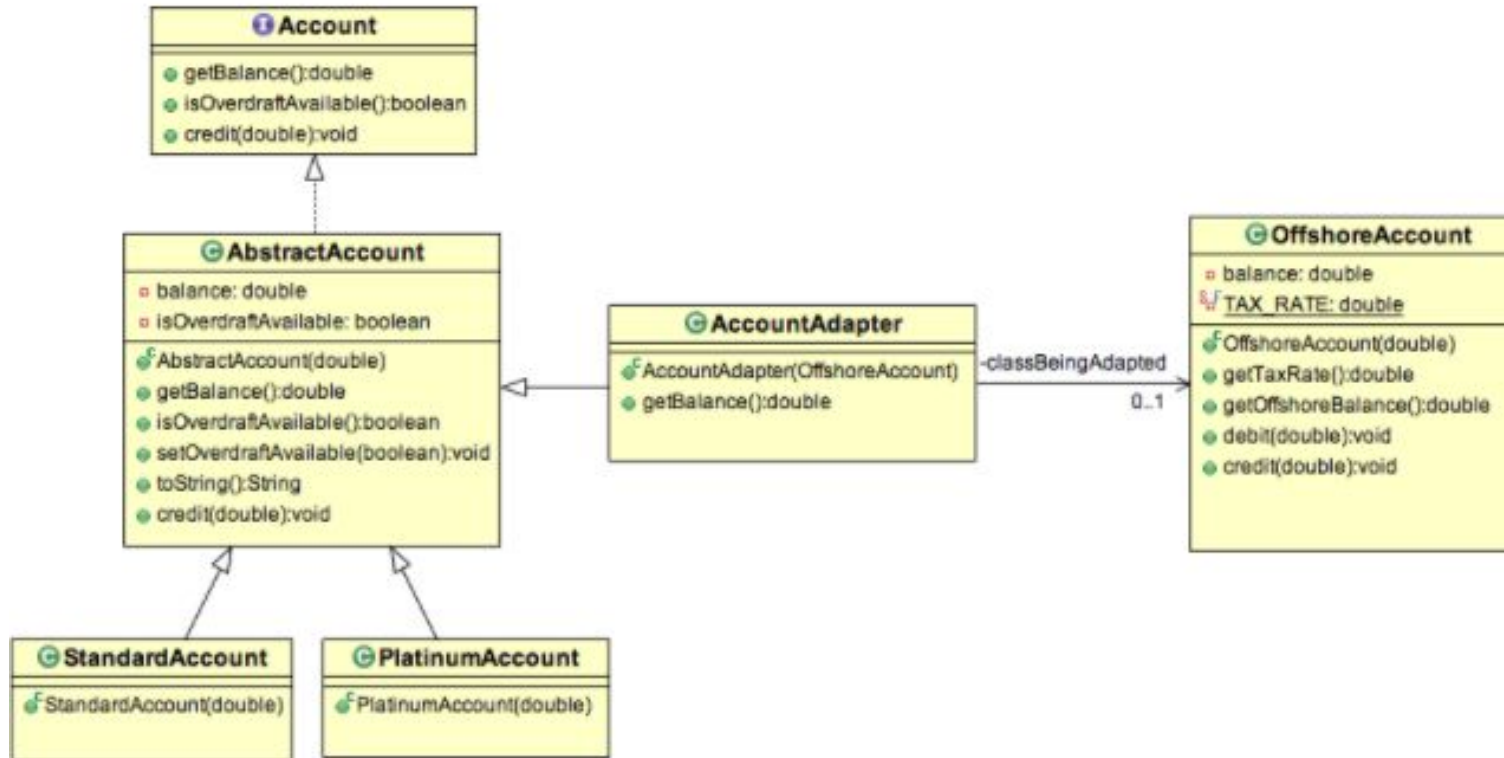 Account
getBalance():double
isOverdraftAvailable():boolean
credit(double):void
AbstractAccount
balance: double
isOverdraftAvailable: boolean
AbstractAccount(double)
getBalance():double
isOverdraftAvailable():boolean
setOverdraftAvailable(boolean):void
toString():String
credit(double):void
AccountAdapter
AccountAdapter(OffshoreAccount)
getBalance():double
-classBeingAdapted
0..1
OffshoreAccount
balance: double
TAX_RATE: double
OffshoreAccount(double)
getTaxRate():double
getOffshoreBalance():double
debit(double):void
credit(double):void
StandardAccount
StandardAccount(double)
PlatinumAccount
PlatinumAccount(double)